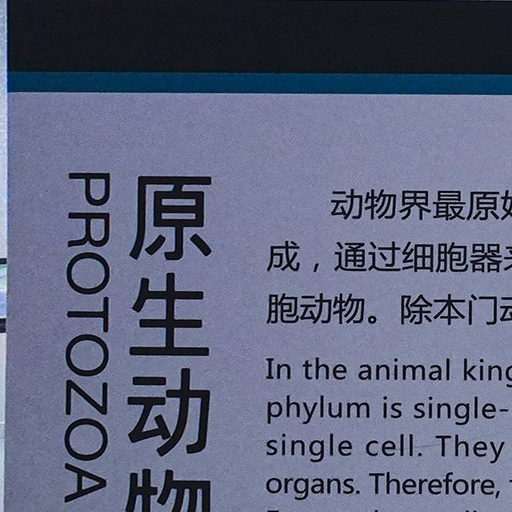 原生动物
PROTOZOA
动物界最原始
成，通过细胞器
胞动物。除本门
In the animal
phylum is single-
single cell. They
organs. Therefore,